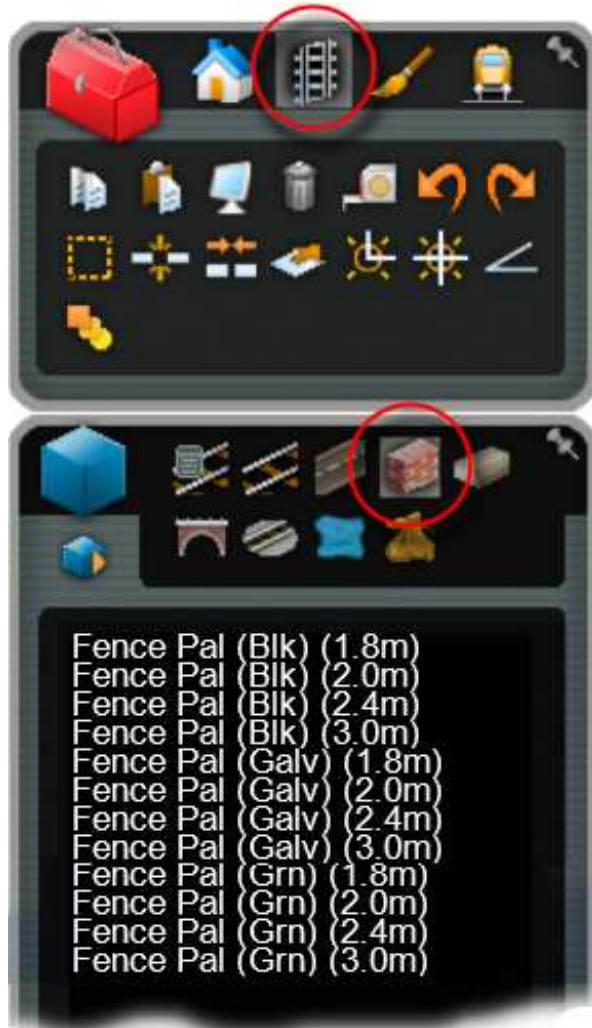 Fence Pal (Blk) (1.8m)
Fence Pal (Blk) (2.0m)
Fence Pal (Blk) (2.4m)
Fence Pal (Blk) (3.0m)
Fence Pal (Galv) (1.8m)
Fence Pal (Galv) (2.0m)
Fence Pal (Galv) (2.4m)
Fence Pal (Galv) (3.0m)
Fence Pal (Grn) (1.8m)
Fence Pal (Grn) (2.0m)
Fence Pal (Grn) (2.4m)
Fence Pal (Grn) (3.0m)